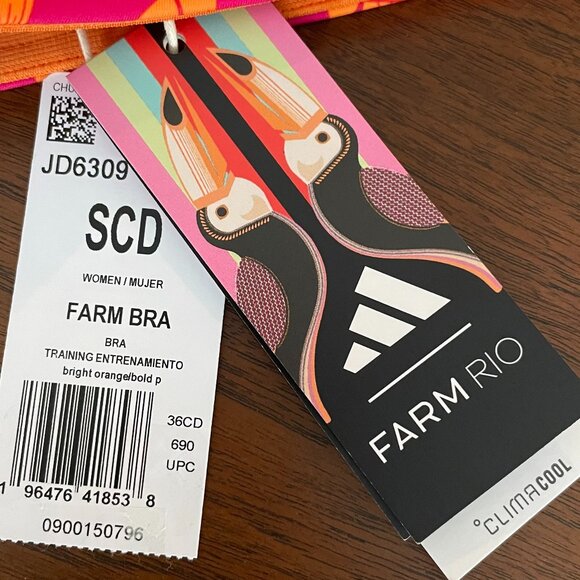 JD6309
SCD
WOMEN / MUJER
FARM BRA
BRA
TRAINING ENTRENAMIENTO
bright orange/bold p
36CD
690
UPC
96476 41853 8
0900150796
FARM RIO
°CLIMACOOL